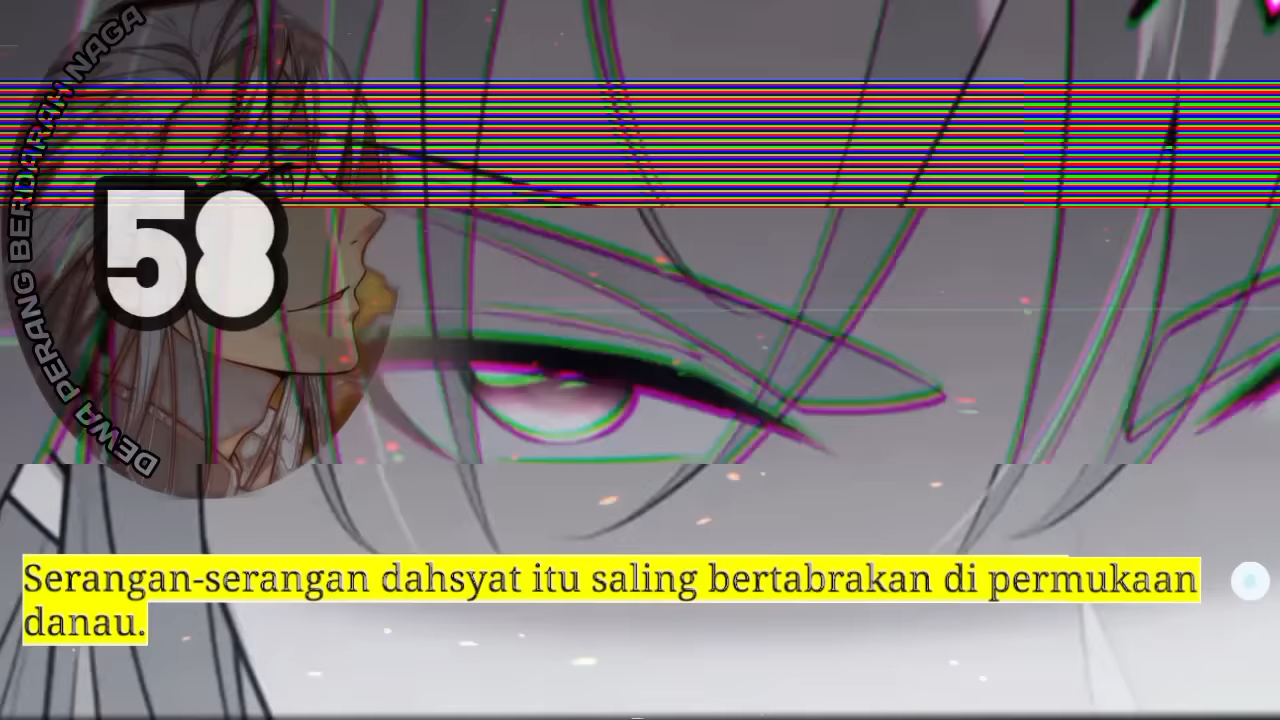 DEWA PERANG BERDARAH NAGA
58
Serangan-serangan dahsyat itu saling bertabrakan di permukaan
danau.